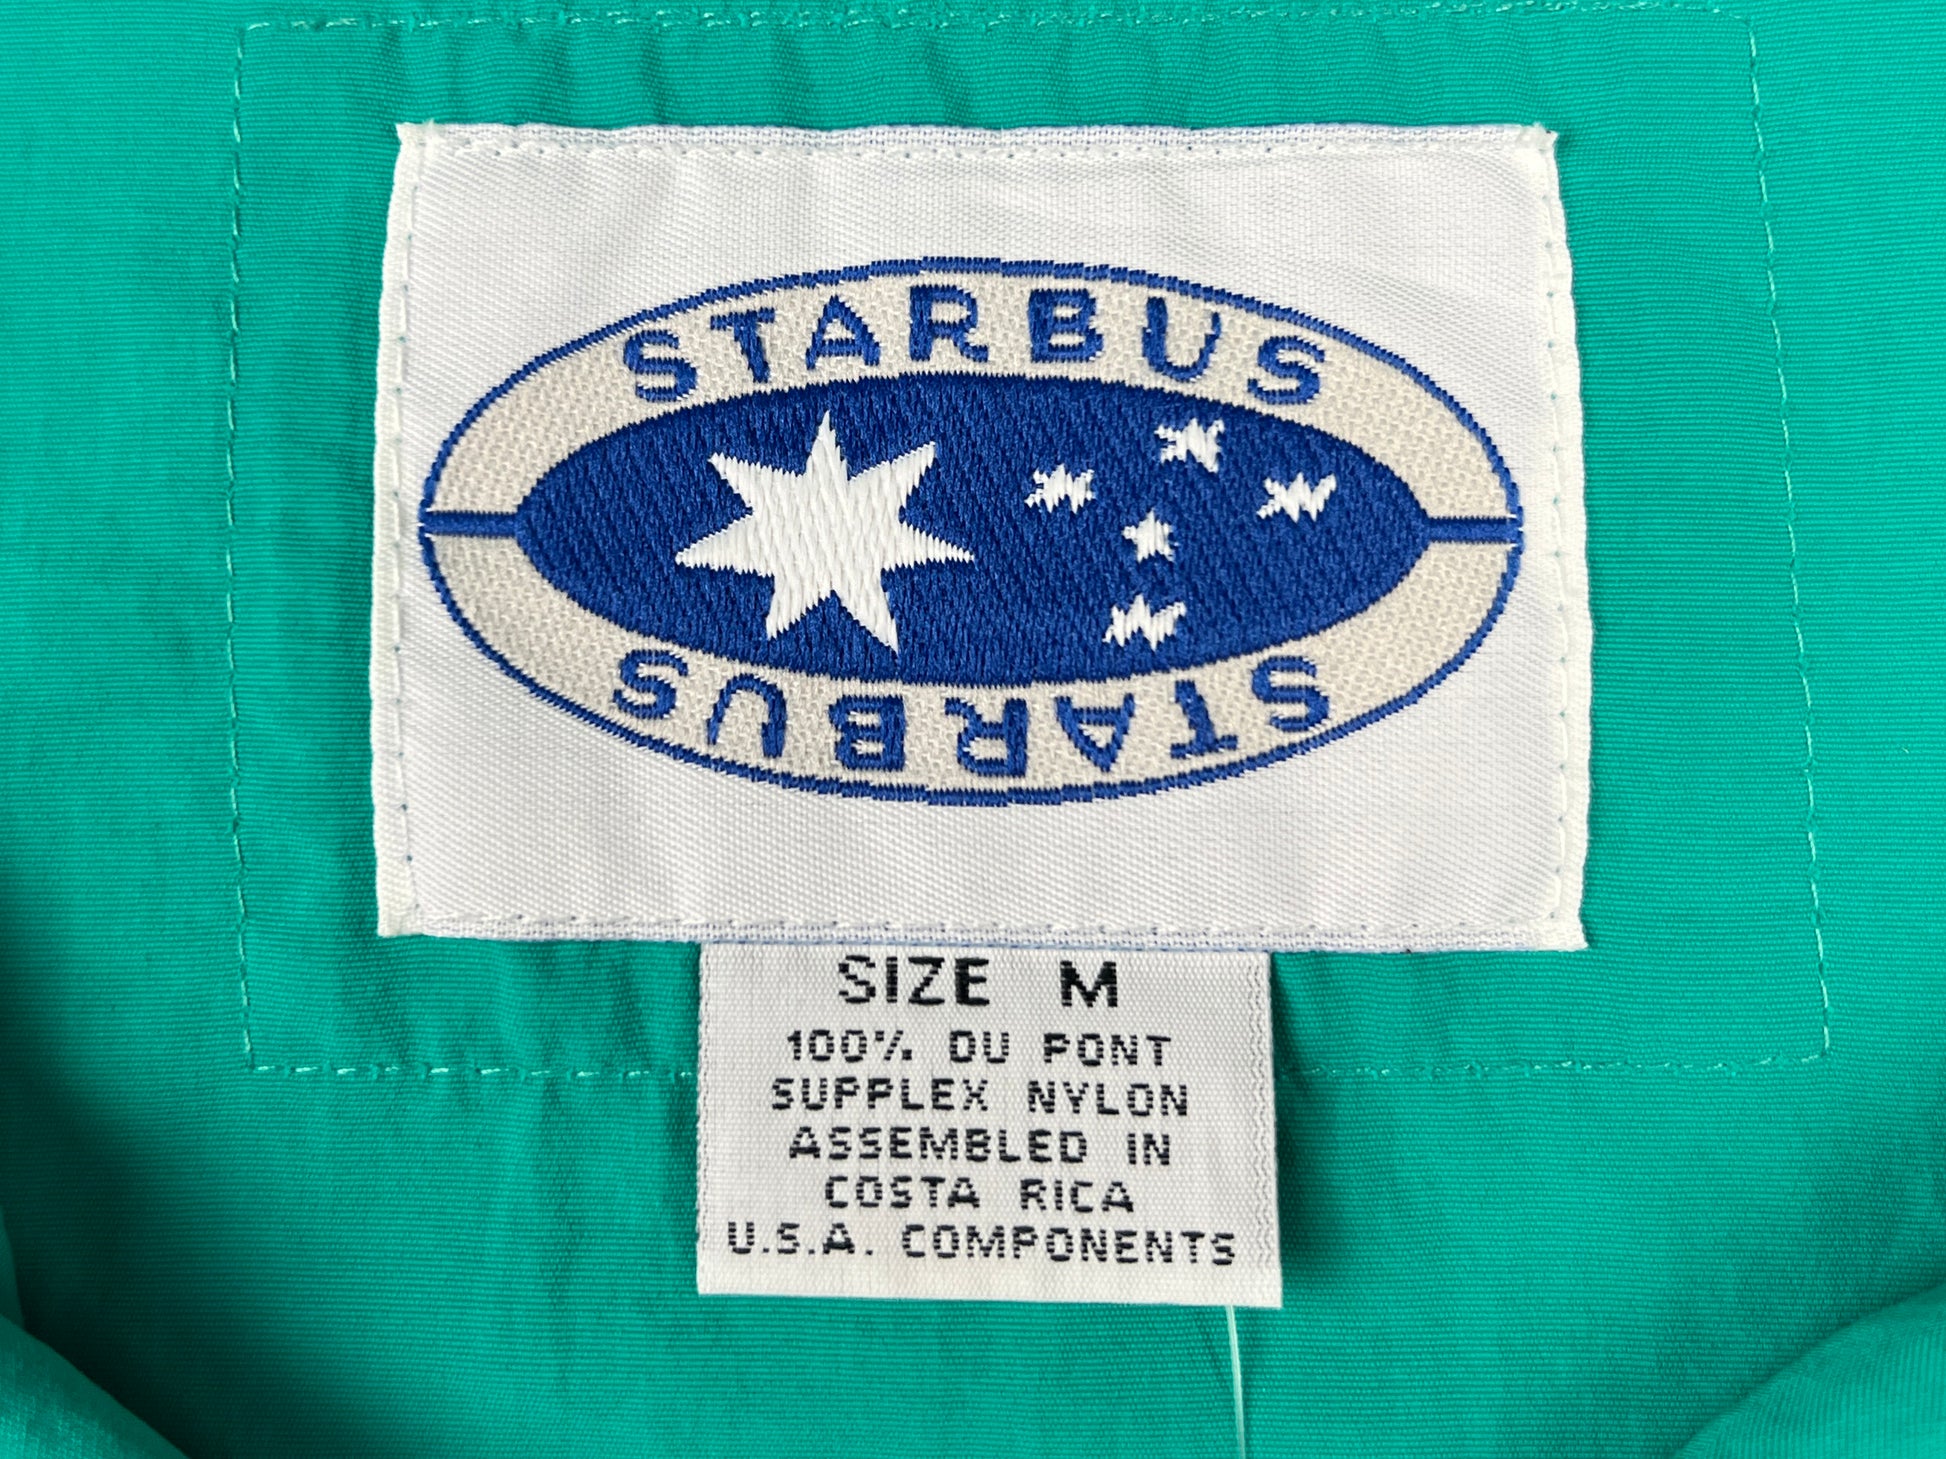 STARBUS
STARBUS
SIZE M
100% DU PONT
SUPPLEX NYLON
ASSEMBLED IN
COSTA RICA
U.S.A. COMPONENTS